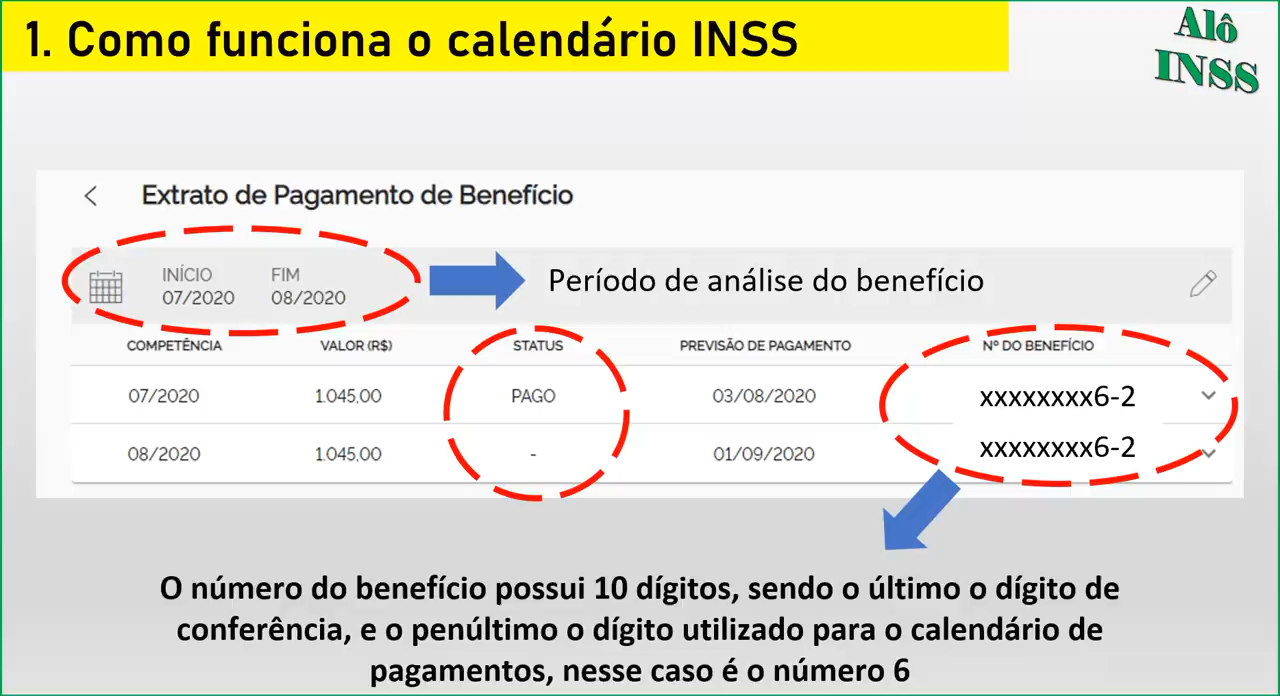 1. Como funciona o calendário INSS
Alô
INSS
Extrato de Pagamento de Benefício
INÍCIO FIM
07/2020 08/2020
Período de análise do benefício
COMPETÊNCIA VALOR (R$) STATUS PREVISÃO DE PAGAMENTO Nº DO BENEFÍCIO
07/2020 1.045,00 PAGO 03/08/2020 xxxxxxxx6-2
08/2020 1.045,00 - 01/09/2020 xxxxxxxx6-2
O número do benefício possui 10 dígitos, sendo o último o dígito de
conferência, e o penúltimo o dígito utilizado para o calendário de
pagamentos, nesse caso é o número 6